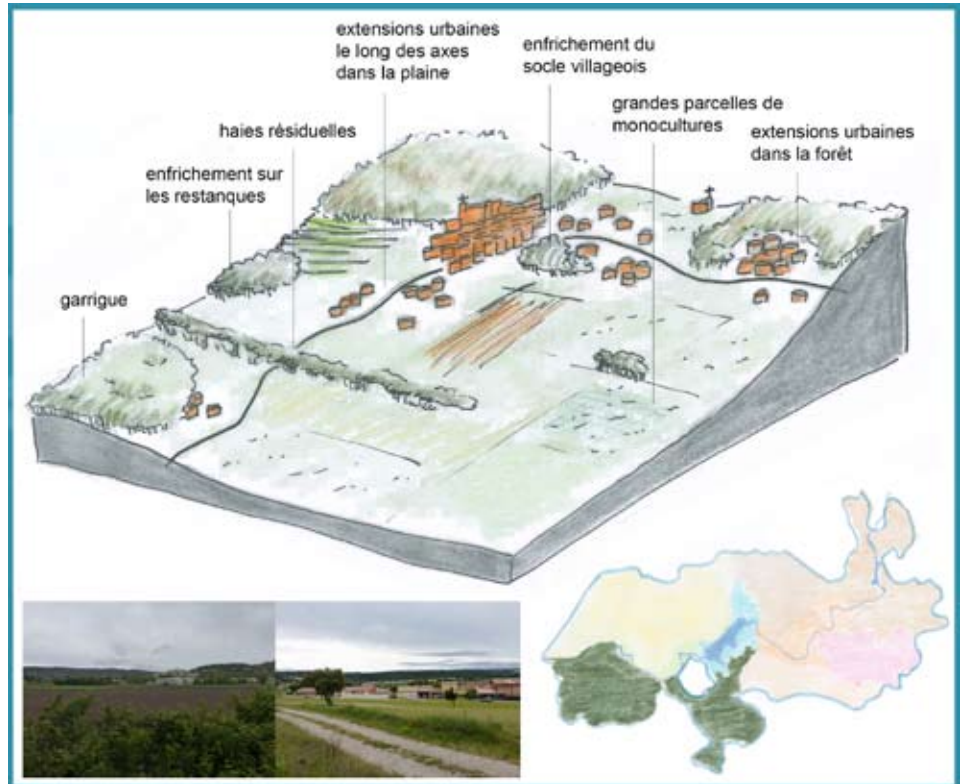 extensions urbaines
le long des axes
dans la plaine
enfrichement du
socle villageois
grandes parcelles de
monocultures
extensions urbaines
dans la forêt
haies résiduelles
enfrichement sur
les restanques
garrigue